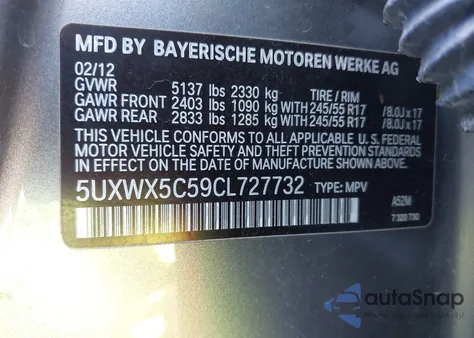 MFD BY BAYERISCHE MOTOREN WERKE AG
02/12
GVWR 5137 lbs 2330 kg TIRE / RIM
GAWR FRONT 2403 lbs 1090 kg WITH 245/55 R17 /8.0J x 17
GAWR REAR 2833 lbs 1285 kg WITH 245/55 R17 /8.0J x 17
THIS VEHICLE CONFORMS TO ALL APPLICABLE U.S. FEDERAL
MOTOR VEHICLE SAFETY AND THEFT PREVENTION STANDARDS
IN EFFECT ON THE DATE OF MANUFACTURE SHOWN ABOVE.
5UXWX5C59CL727732 TYPE: MPV
A52M
7 320 730
autoSnap